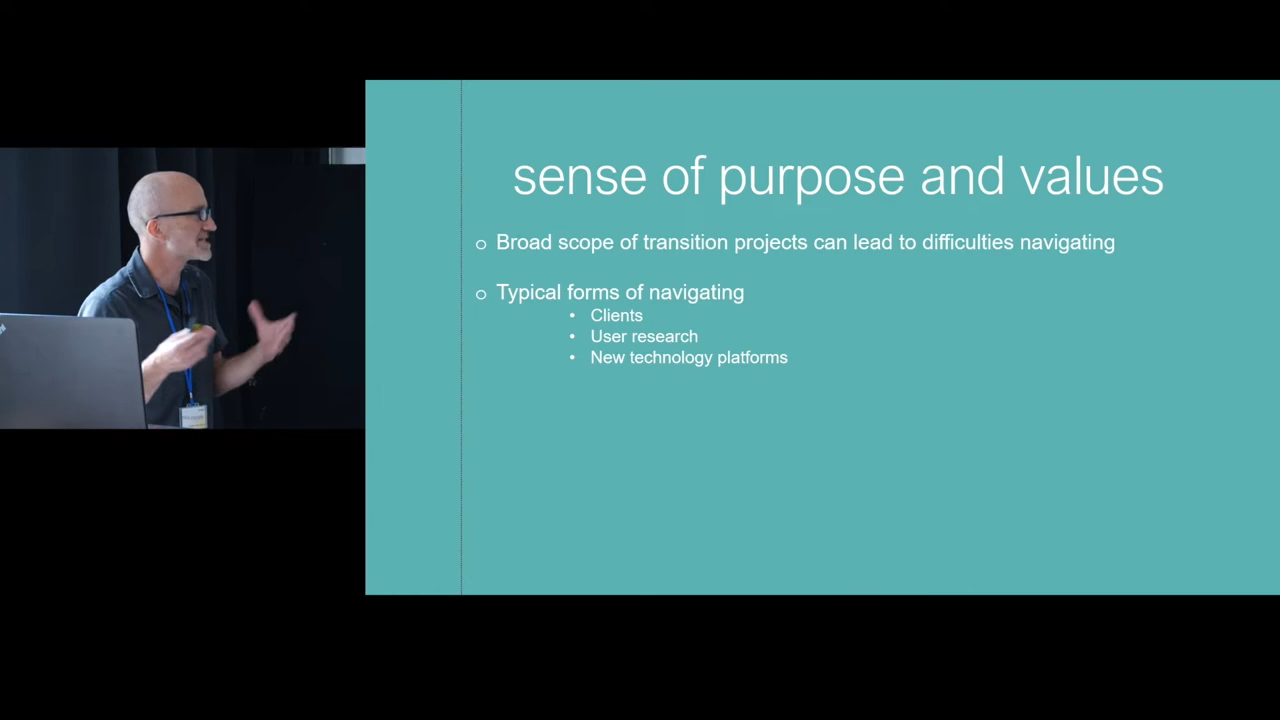 sense of purpose and values
Broad scope of transition projects can lead to difficulties navigating
Typical forms of navigating
Clients
User research
New technology platforms